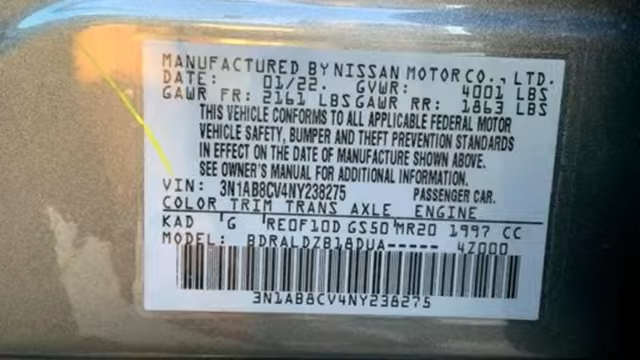 MANUFACTURED BY NISSAN MOTOR CO., LTD.
DATE: 01/22. GVWR: 4001 LBS
GAWR FR: 2161 LBS GAWR RR: 1863 LBS
THIS VEHICLE CONFORMS TO ALL APPLICABLE FEDERAL MOTOR
VEHICLE SAFETY, BUMPER AND THEFT PREVENTION STANDARDS
IN EFFECT ON THE DATE OF MANUFACTURE SHOWN ABOVE.
SEE OWNER'S MANUAL FOR ADDITIONAL INFORMATION.
VIN: 3N1AB8CV4NY238275 PASSENGER CAR.
COLOR TRIM TRANS AXLE ENGINE
KAD G RE0F10D GS50 MR20 1997 CC
MODEL: BDRALDZB18DUA----- 4Z000
3N1AB8CV4NY238275